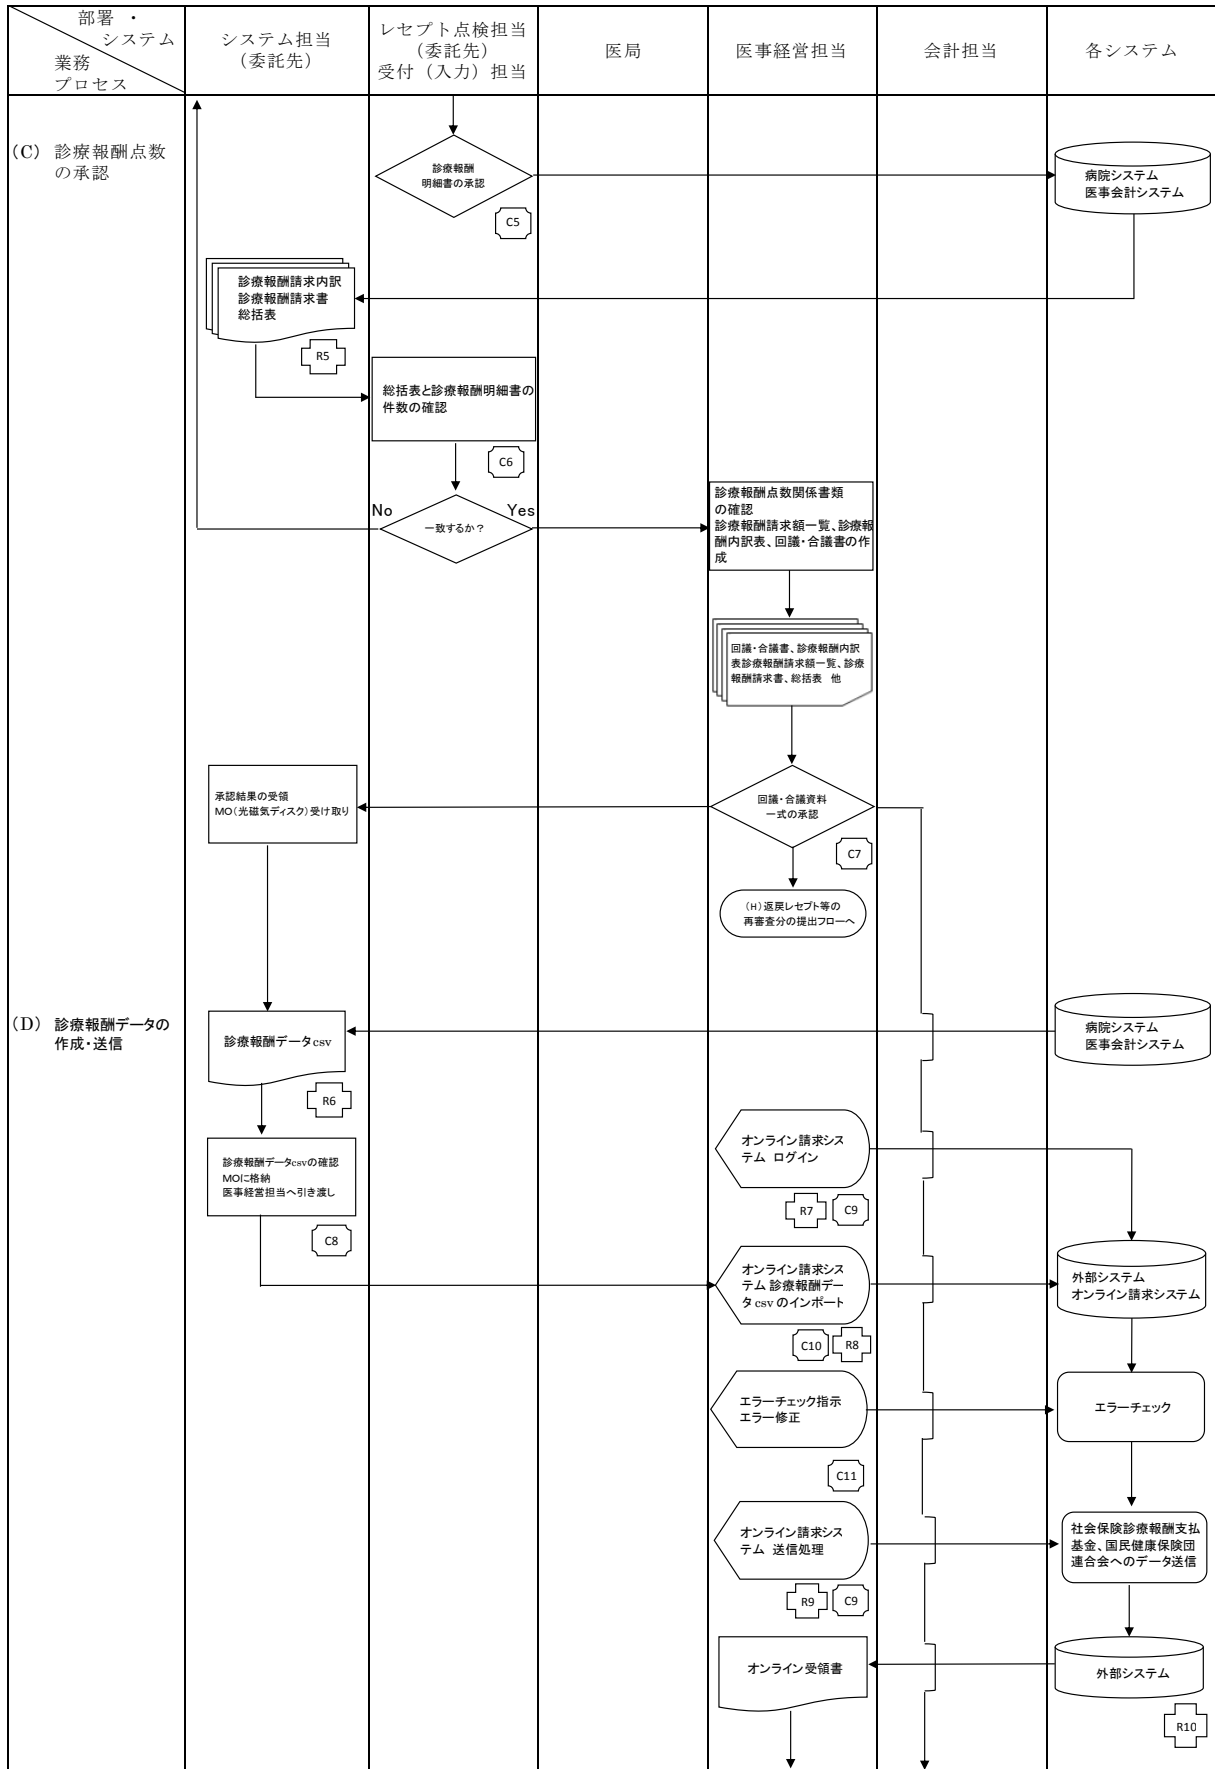 部署 ・
システム
業務
プロセス
システム担当
(委託先)
レセプト点検担当
(委託先)
受付（入力）担当
医局
医事経営担当
会計担当
各システム
(C) 診療報酬点数
の承認
診療報酬
明細書の承認
C5
病院システム
医事会計システム
診療報酬請求内訳
診療報酬請求書
総括表
R5
総括表と診療報酬明細書の
件数の確認
C6
No
一致するか？
Yes
診療報酬点数関係書類
の確認
診療報酬請求額一覧、診療報
酬内訳表、回議・合議書の作
成
回議・合議書、診療報酬内訳
表診療報酬請求額一覧、診療
報酬請求書、総括表 他
承認結果の受領
MO（光磁気ディスク）受け取り
回議・合議資料
一式の承認
C7
（H）返戻レセプト等の
再審査分の提出フローへ
(D) 診療報酬データの
作成・送信
診療報酬データcsv
R6
病院システム
医事会計システム
オンライン請求シス
テム ログイン
R7
C9
診療報酬データcsvの確認
MOに格納
医事経営担当へ引き渡し
C8
オンライン請求シス
テム 診療報酬デー
タ csv のインポート
C10
R8
外部システム
オンライン請求システム
エラーチェック指示
エラー修正
C11
エラーチェック
オンライン請求シス
テム 送信処理
R9
C9
社会保険診療報酬支払
基金、国民健康保険団
連合会へのデータ送信
オンライン受領書
外部システム
R10